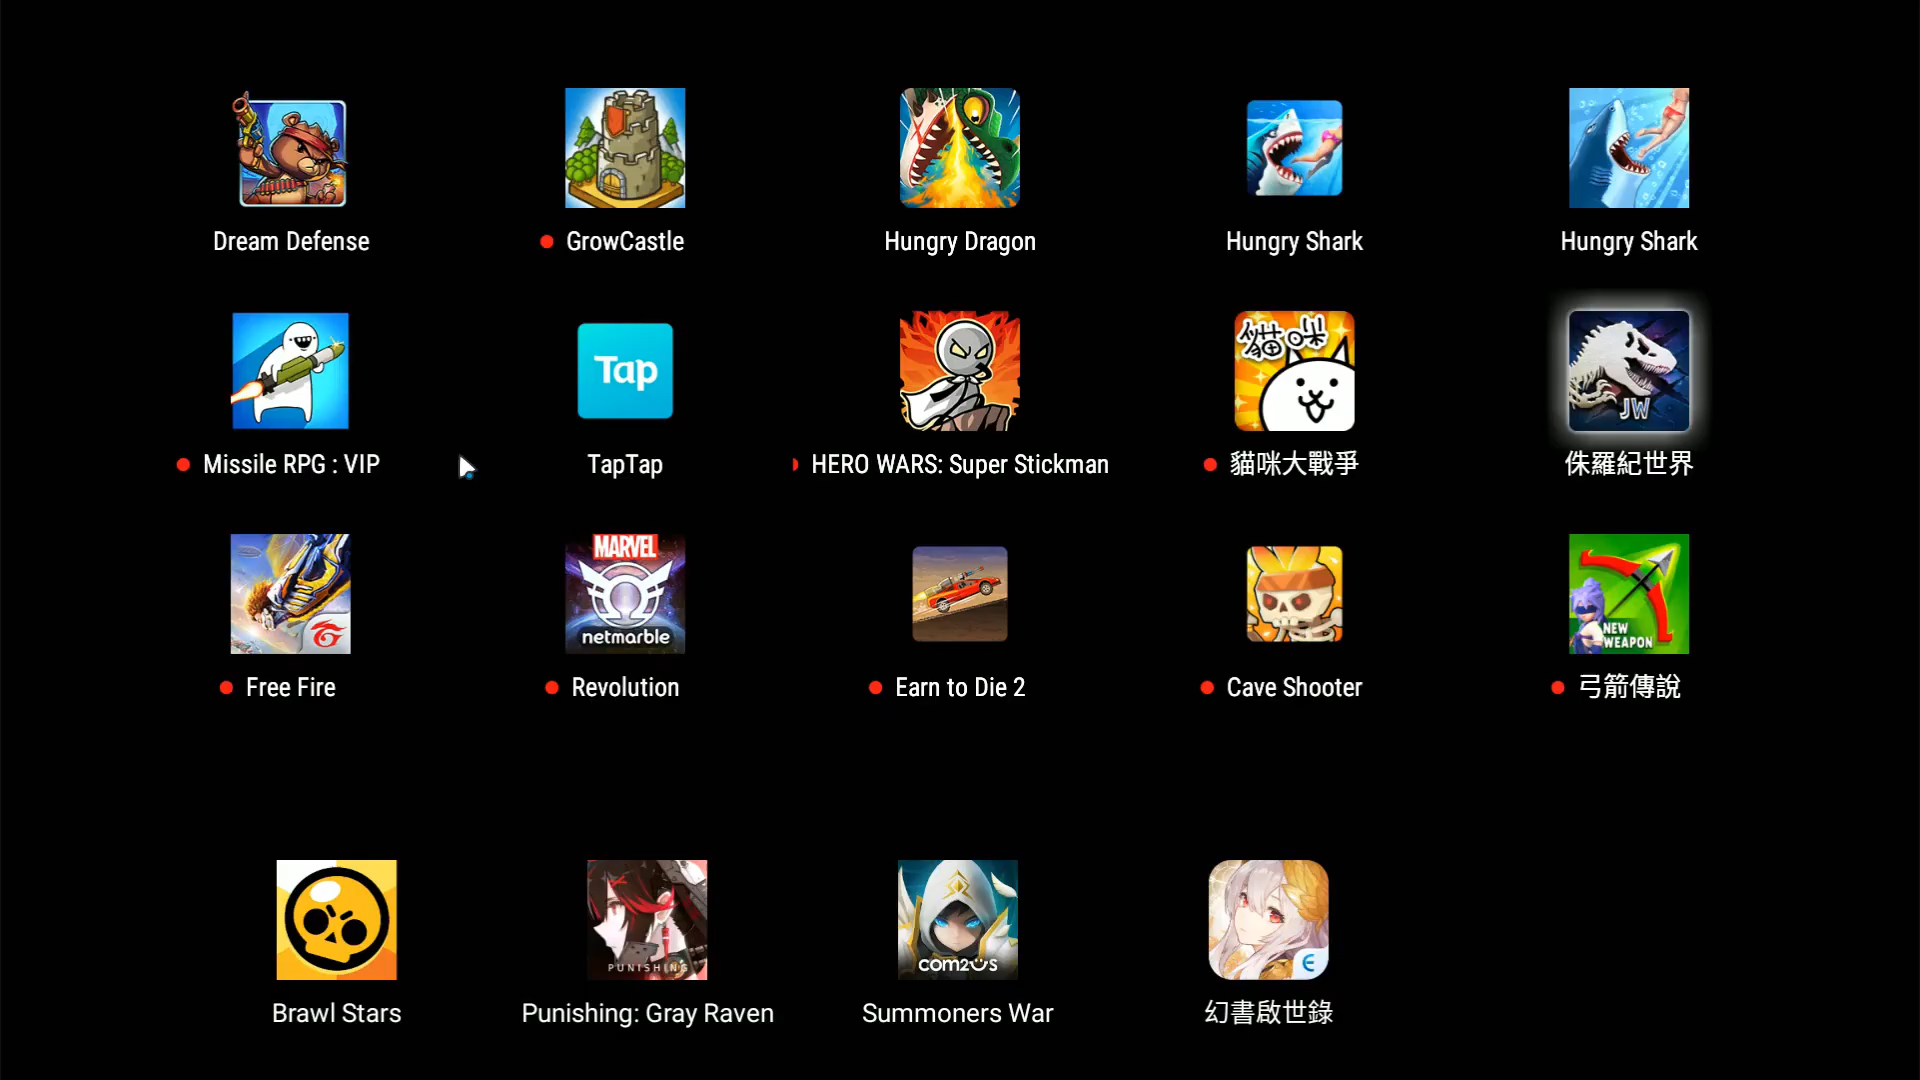 Dream Defense
GrowCastle
Hungry Dragon
Hungry Shark
Hungry Shark
Tap
貓咪
JW
Missile RPG : VIP
TapTap
HERO WARS: Super Stickman
貓咪大戰爭
侏羅紀世界
MARVEL
netmarble
NEW
WEAPON
Free Fire
Revolution
Earn to Die 2
Cave Shooter
弓箭傳說
PUNISHING
com2us
E
Brawl Stars
Punishing: Gray Raven
Summoners War
幻書啟世錄